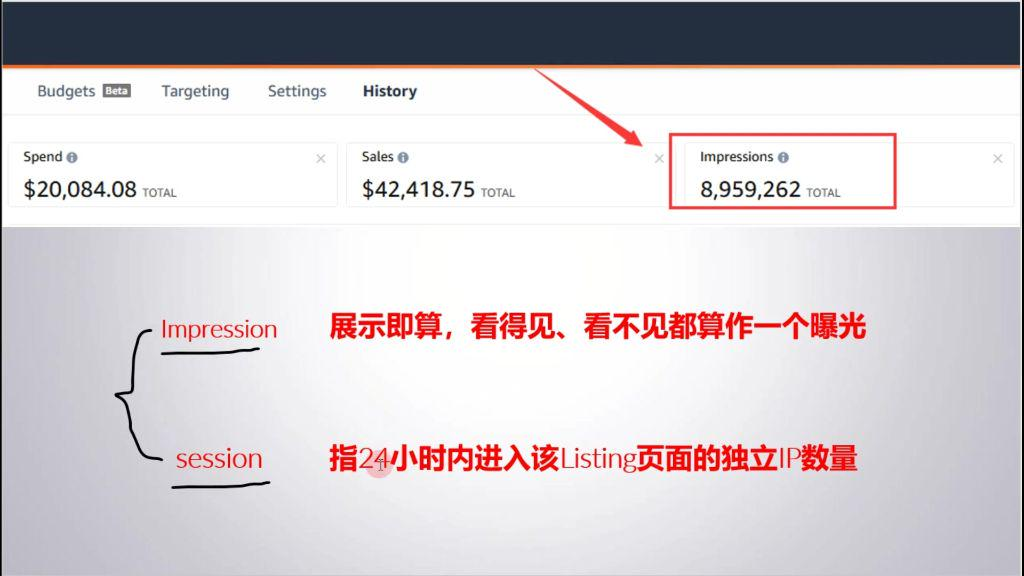 Budgets Beta Targeting Settings History
Spend Sales Impressions
$20,084.08 TOTAL $42,418.75 TOTAL 8,959,262 TOTAL
Impression 展示即算，看得见、看不见都算作一个曝光
session 指24小时内进入该Listing页面的独立IP数量